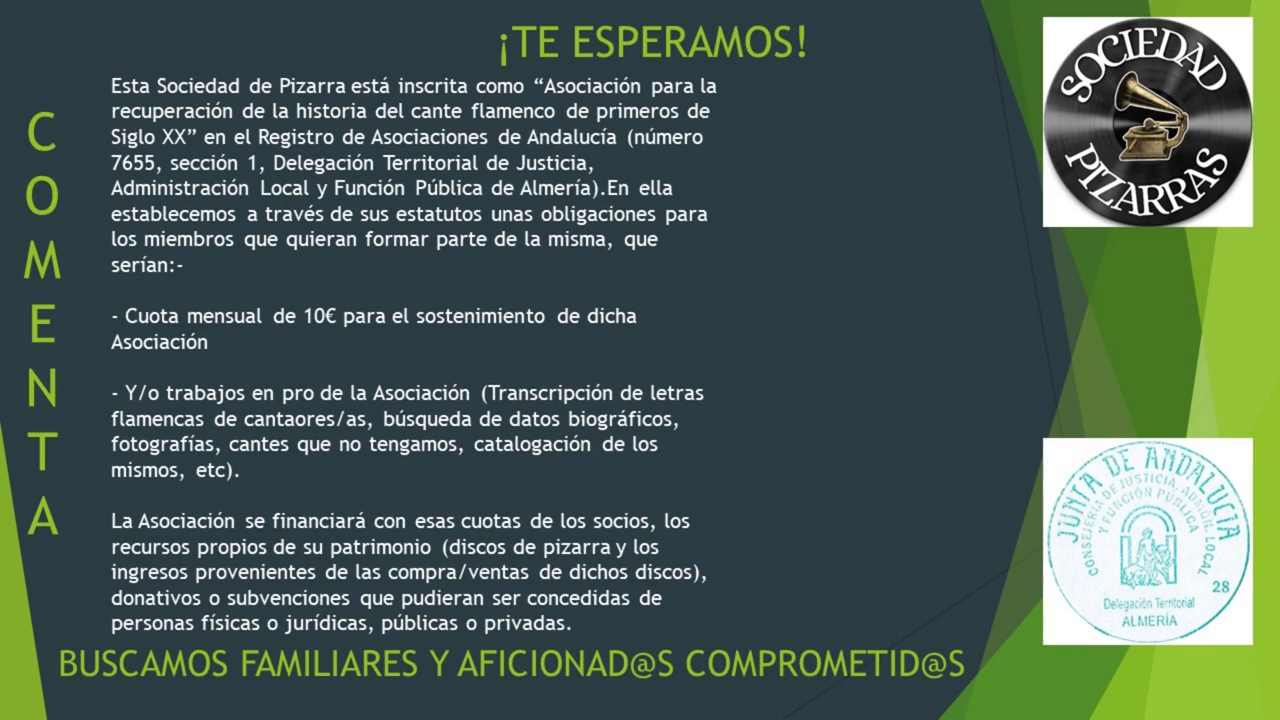 ¡TE ESPERAMOS!
COMENTA
Esta Sociedad de Pizarra está inscrita como “Asociación para la
recuperación de la historia del cante flamenco de primeros de
Siglo XX” en el Registro de Asociaciones de Andalucía (número
7655, sección 1, Delegación Territorial de Justicia,
Administración Local y Función Pública de Almería).En ella
establecemos a través de sus estatutos unas obligaciones para
los miembros que quieran formar parte de la misma, que
serían:-
- Cuota mensual de 10€ para el sostenimiento de dicha
Asociación
- Y/o trabajos en pro de la Asociación (Transcripción de letras
flamencas de cantaores/as, búsqueda de datos biográficos,
fotografías, cantes que no tengamos, catalogación de los
mismos, etc).
La Asociación se financiará con esas cuotas de los socios, los
recursos propios de su patrimonio (discos de pizarra y los
ingresos provenientes de las compra/ventas de dichos discos),
donativos o subvenciones que pudieran ser concedidas de
personas físicas o jurídicas, públicas o privadas.
BUSCAMOS FAMILIARES Y AFICIONAD@S COMPROMETID@S
SOCIEDAD
PIZARRAS
JUNTA DE ANDALUCIA
CONSEJERÍA DE JUSTICIA, ADMÓN. LOCAL
Y FUNCIÓN PÚBLICA
28
Delegación Territorial
ALMERÍA